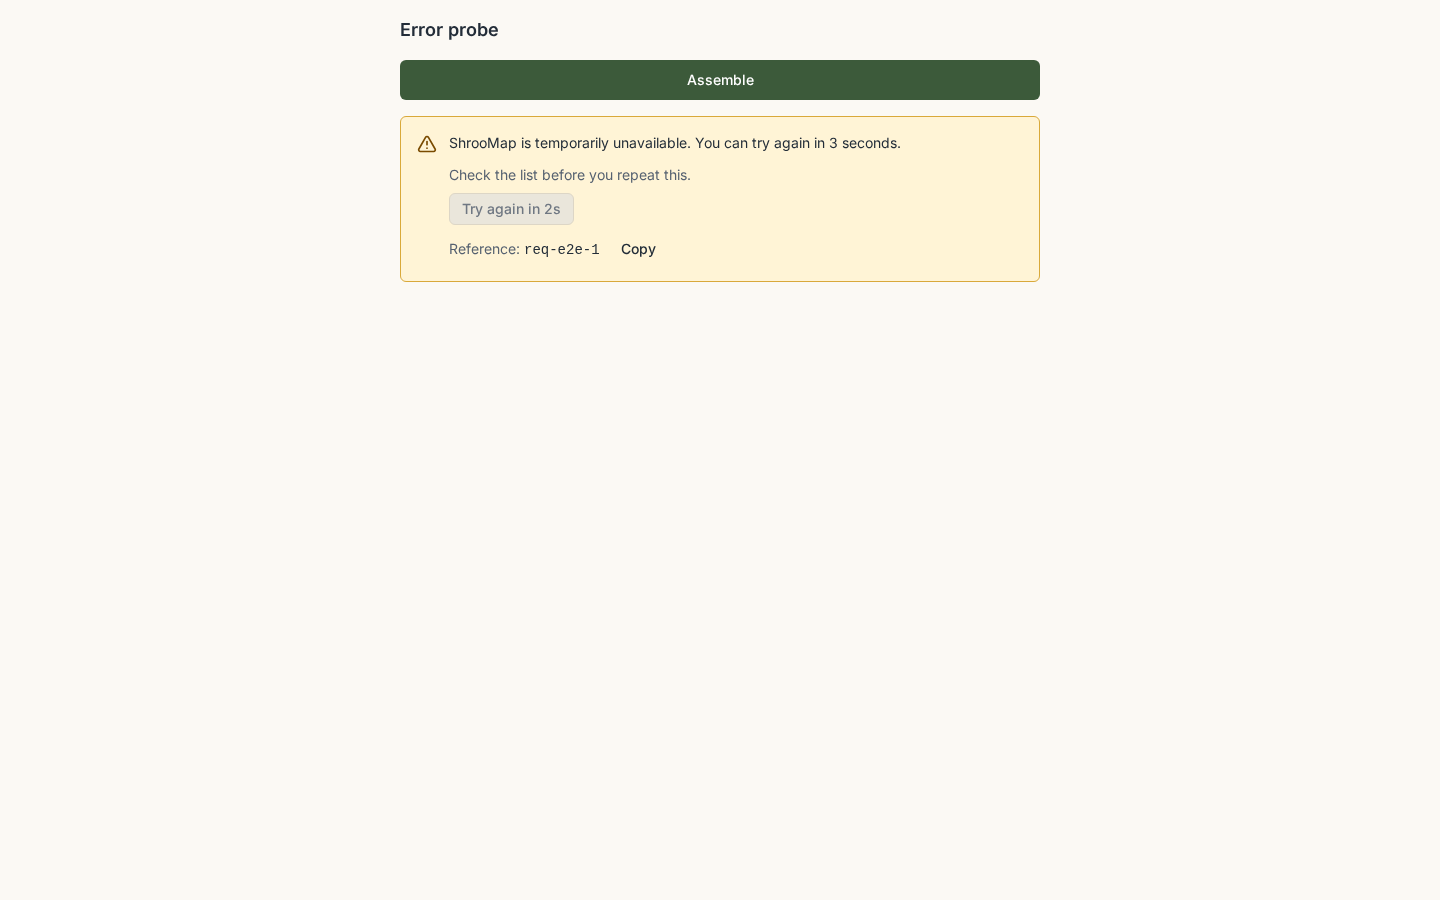 Error probe
Assemble
ShrooMap is temporarily unavailable. You can try again in 3 seconds.
Check the list before you repeat this.
Try again in 2s
Reference: req-e2e-1 Copy